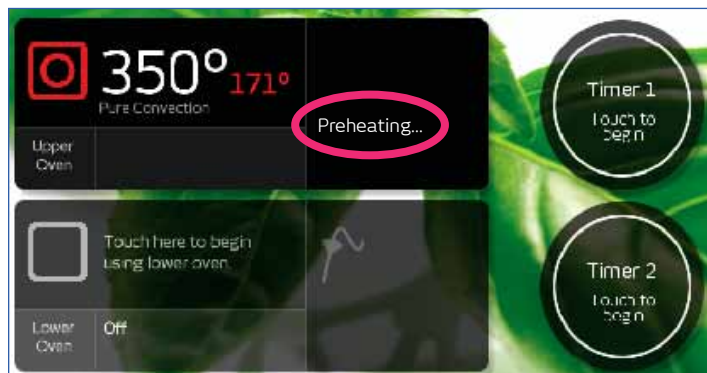 350° 171°
Pure Convection
Preheating...
Upper
Oven
Timer 1
Touch to
begin
Touch here to begin
using lower oven.
Lower
Oven
Off
Timer 2
Touch to
begin